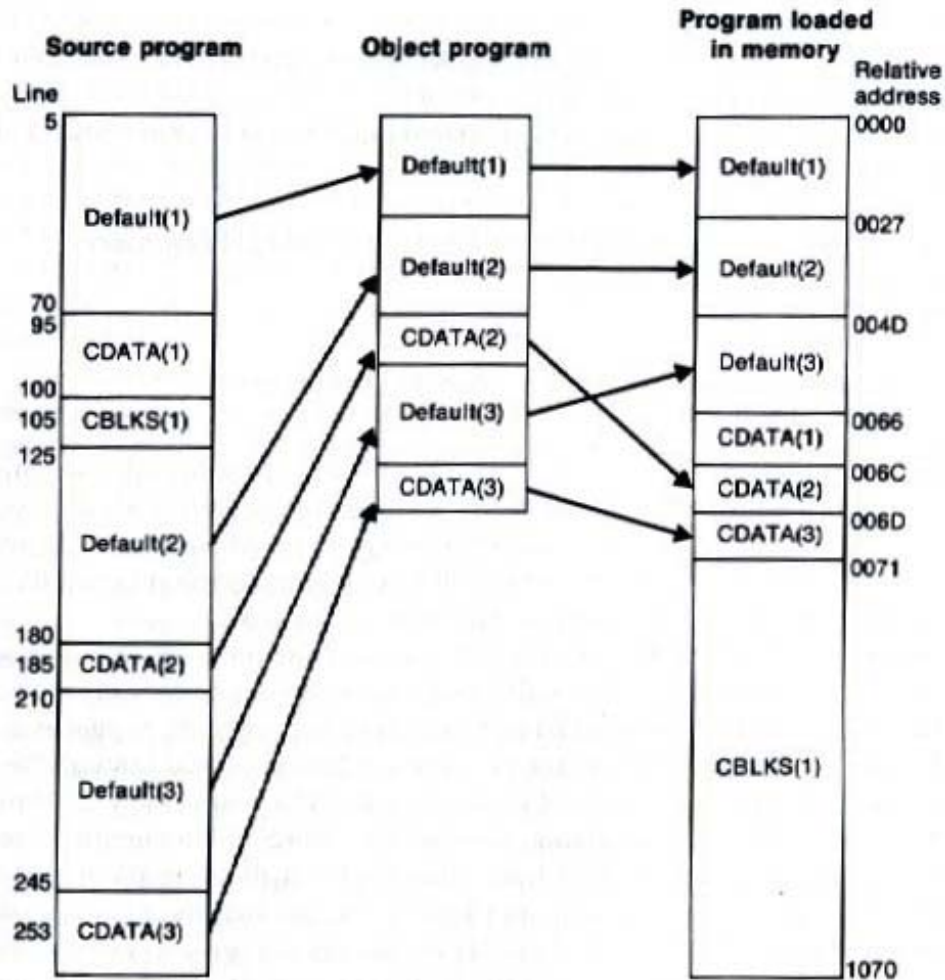 Source program
Object program
Program loaded
in memory
Line
Relative
address
5
Default(1)
70
95
CDATA(1)
100
105
CBLKS(1)
125
Default(2)
180
185
CDATA(2)
210
Default(3)
245
253
CDATA(3)
Default(1)
Default(2)
CDATA(2)
Default(3)
CDATA(3)
0000
Default(1)
0027
Default(2)
004D
Default(3)
0066
CDATA(1)
006C
CDATA(2)
006D
CDATA(3)
0071
CBLKS(1)
1070